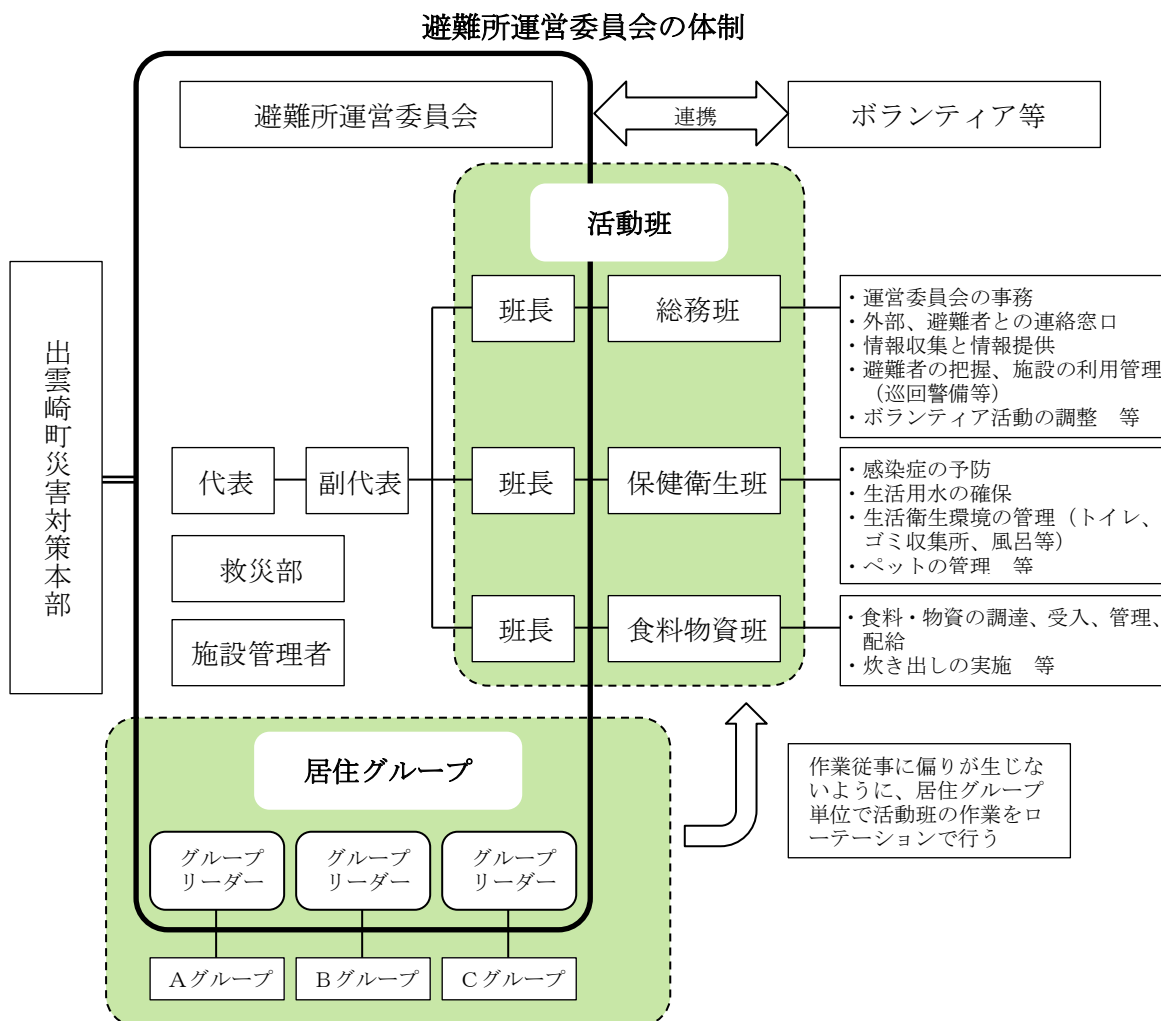 避難所運営委員会の体制
避難所運営委員会
連携
ボランティア等
活動班
出雲崎町災害対策本部
班長
総務班
・運営委員会の事務
・外部、避難者との連絡窓口
・情報収集と情報提供
・避難者の把握、施設の利用管理
（巡回警備等）
・ボランティア活動の調整　等
代表
副代表
班長
保健衛生班
・感染症の予防
・生活用水の確保
・生活衛生環境の管理（トイレ、
ゴミ収集所、風呂等）
・ペットの管理　等
救災部
施設管理者
班長
食料物資班
・食料・物資の調達、受入、管理、
配給
・炊き出しの実施　等
居住グループ
作業従事に偏りが生じな
いように、居住グループ
単位で活動班の作業をロ
ーテーションで行う
グループ
リーダー
グループ
リーダー
グループ
リーダー
Ａグループ
Ｂグループ
Ｃグループ